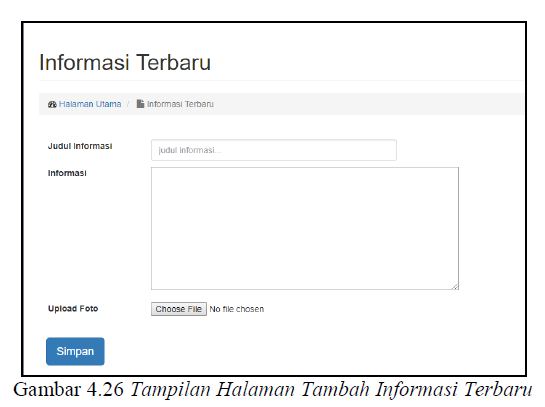 Informasi Terbaru
Halaman Utama / Informasi Terbaru
Judul Informasi
judul informasi...
Informasi
Upload Foto Choose File No file chosen
Simpan
Gambar 4.26 Tampilan Halaman Tambah Informasi Terbaru